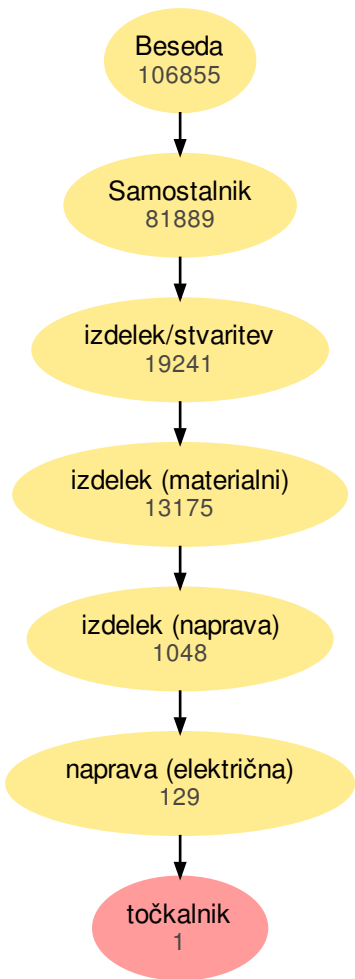 Beseda
106855
Samostalnik
81889
izdelek/stvaritev
19241
izdelek (materialni)
13175
izdelek (naprava)
1048
naprava (električna)
129
točkalnik
1